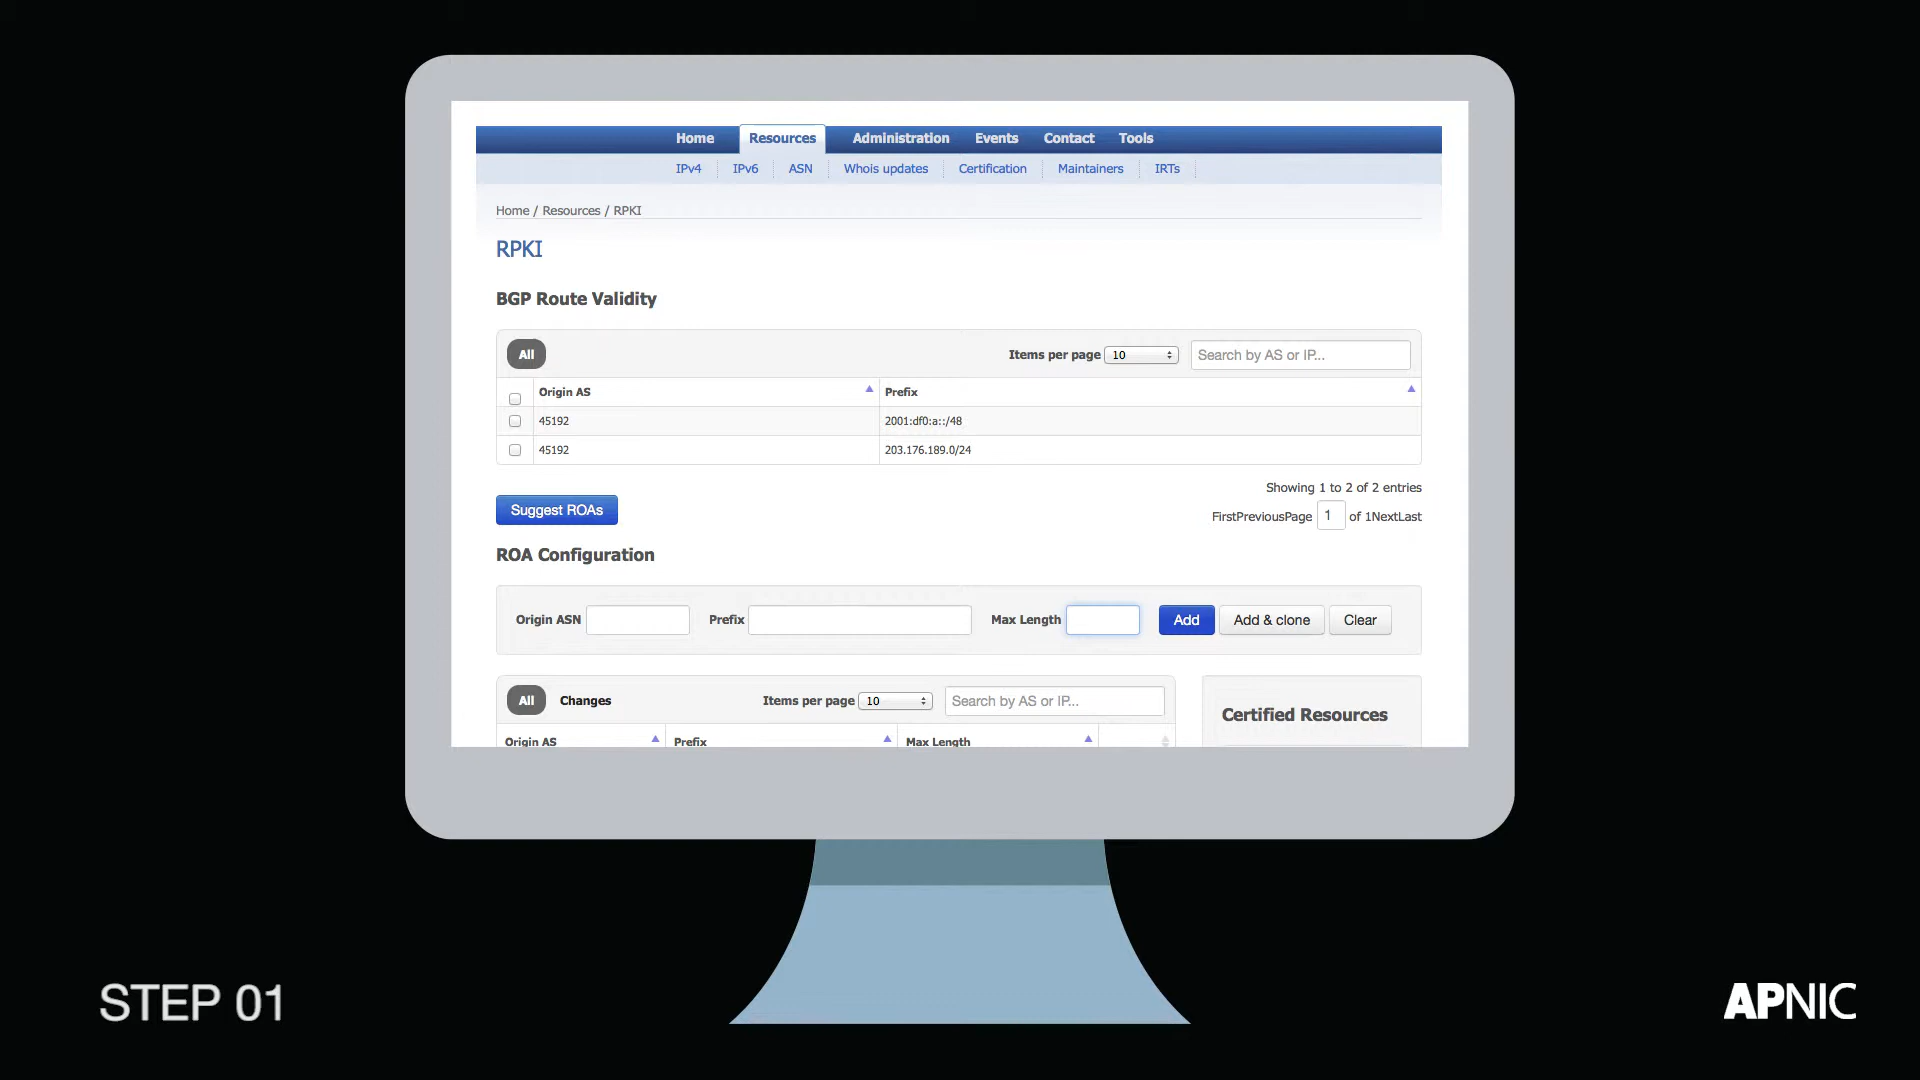 Home Resources Administration Events Contact Tools
IPv4 IPv6 ASN Whois updates Certification Maintainers IRTs
Home / Resources / RPKI
RPKI
BGP Route Validity
All Items per page 10 Search by AS or IP...
Origin AS Prefix
45192 2001:df0:a::/48
45192 203.176.189.0/24
Showing 1 to 2 of 2 entries
Suggest ROAs FirstPreviousPage 1 of 1NextLast
ROA Configuration
Origin ASN Prefix Max Length Add Add & clone Clear
All Changes Items per page 10 Search by AS or IP... Certified Resources
Origin AS Prefix Max Length
STEP 01
APNIC